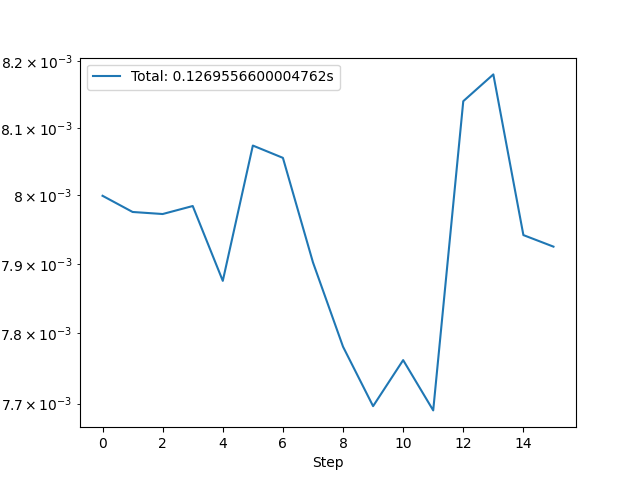 8.2 × 10⁻³
Total: 0.1269556600004762s
8.1 × 10⁻³
8 × 10⁻³
7.9 × 10⁻³
7.8 × 10⁻³
7.7 × 10⁻³
0 2 4 6 8 10 12 14
Step